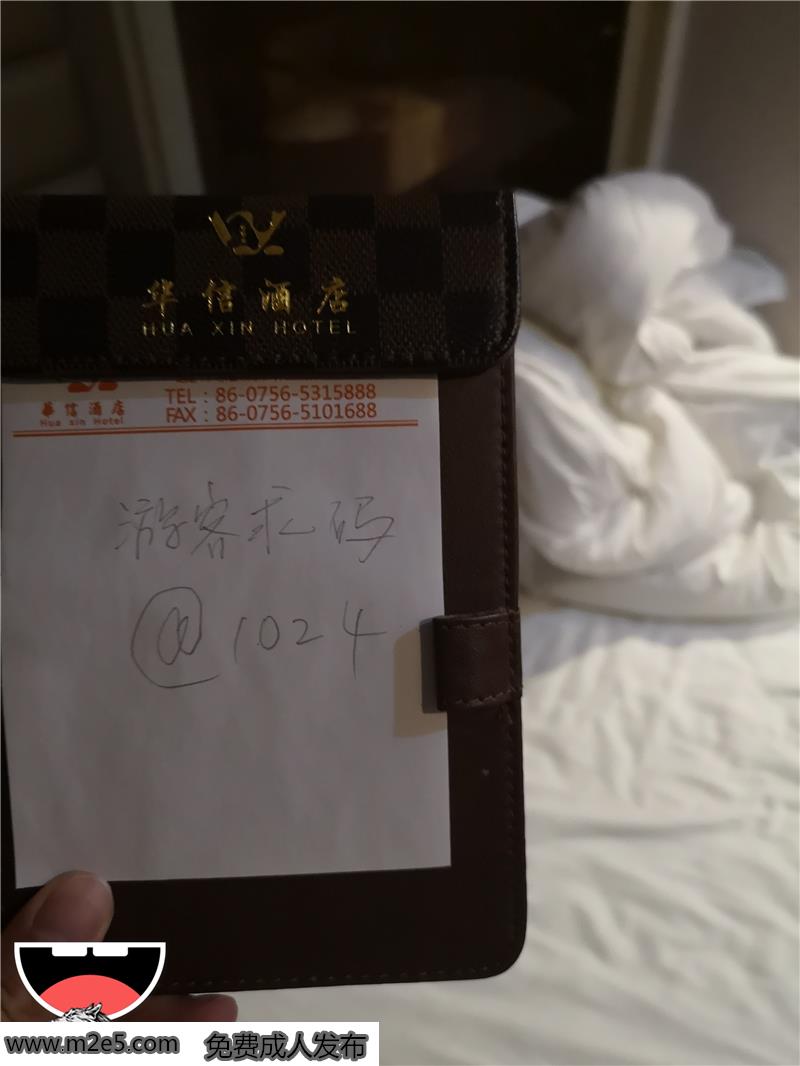 华信酒店
HUA XIN HOTEL
TEL : 86-0756-5315888
FAX : 86-0756-5101688
華信酒店
Hua xin Hotel
游客求码
@1024
www.m2e5.com 免费成人发布